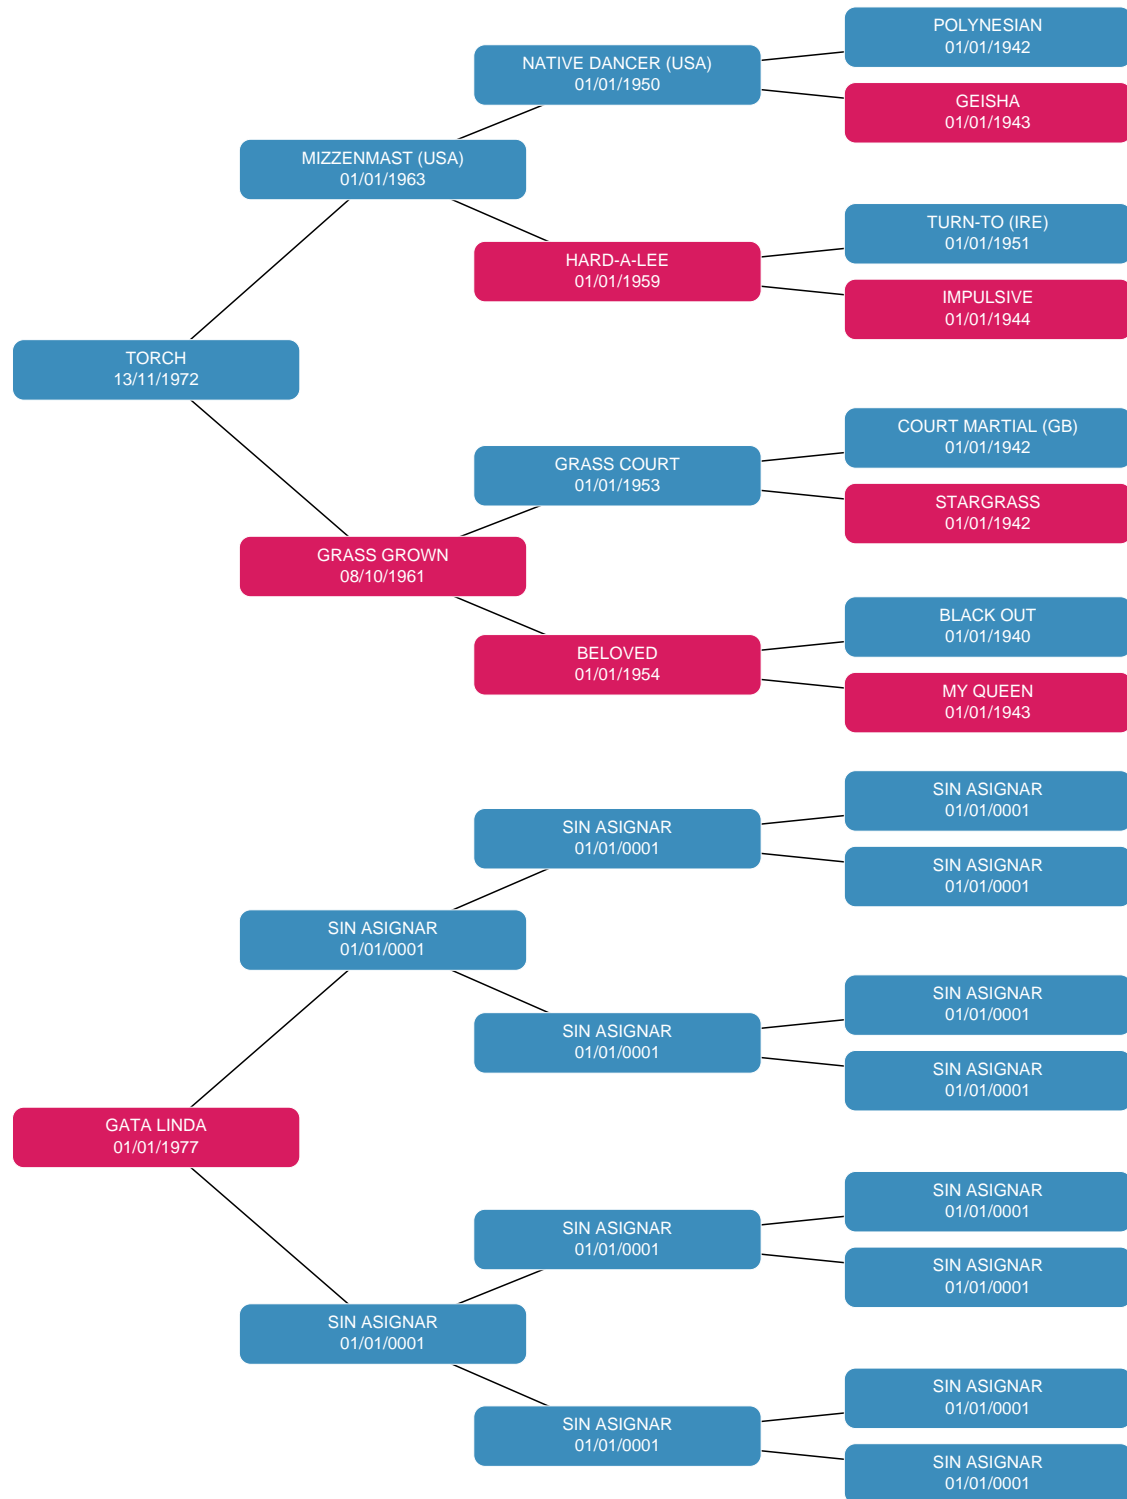 POLYNESIAN
01/01/1942
NATIVE DANCER (USA)
01/01/1950
GEISHA
01/01/1943
MIZZENMAST (USA)
01/01/1963
TURN-TO (IRE)
01/01/1951
HARD-A-LEE
01/01/1959
IMPULSIVE
01/01/1944
TORCH
13/11/1972
COURT MARTIAL (GB)
01/01/1942
GRASS COURT
01/01/1953
STARGRASS
01/01/1942
GRASS GROWN
08/10/1961
BLACK OUT
01/01/1940
BELOVED
01/01/1954
MY QUEEN
01/01/1943
SIN ASIGNAR
01/01/0001
SIN ASIGNAR
01/01/0001
SIN ASIGNAR
01/01/0001
SIN ASIGNAR
01/01/0001
SIN ASIGNAR
01/01/0001
SIN ASIGNAR
01/01/0001
SIN ASIGNAR
01/01/0001
GATA LINDA
01/01/1977
SIN ASIGNAR
01/01/0001
SIN ASIGNAR
01/01/0001
SIN ASIGNAR
01/01/0001
SIN ASIGNAR
01/01/0001
SIN ASIGNAR
01/01/0001
SIN ASIGNAR
01/01/0001
SIN ASIGNAR
01/01/0001